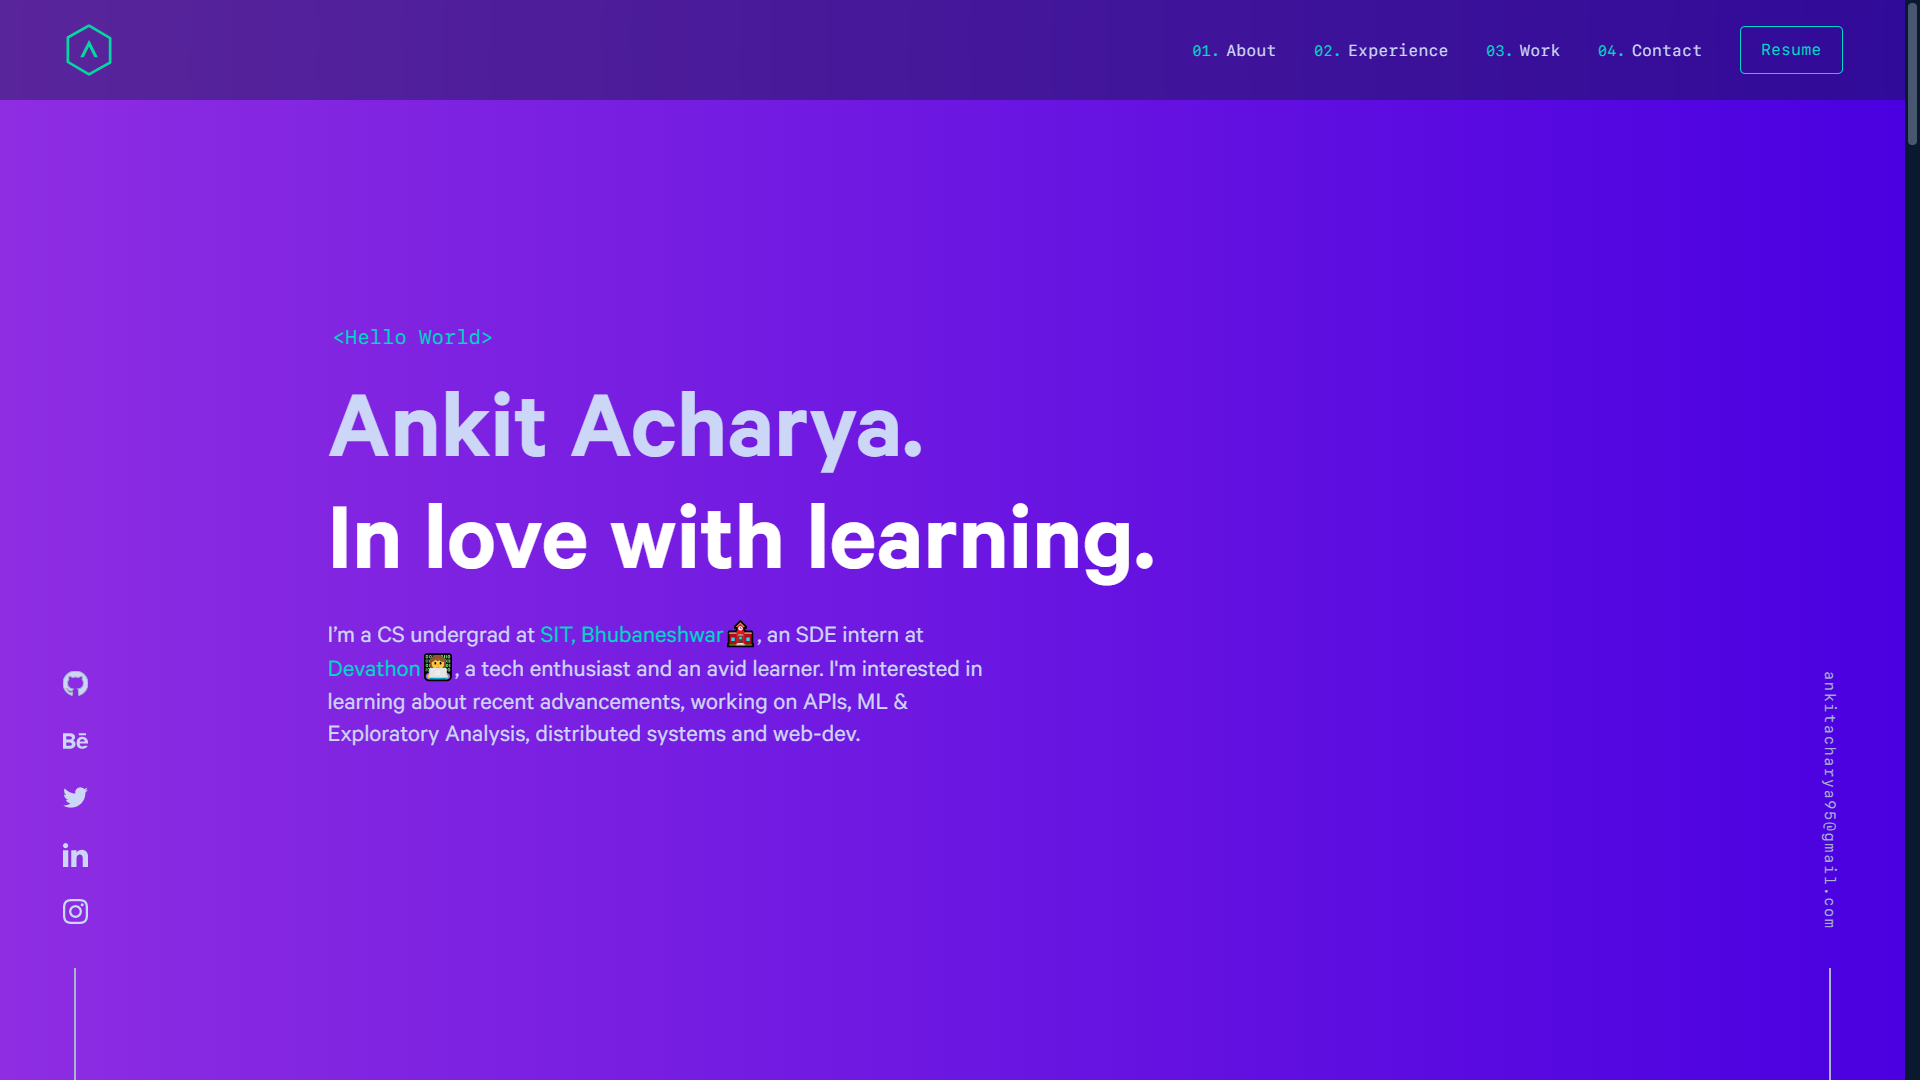 01. About
02. Experience
03. Work
04. Contact
Resume
<Hello World>
Ankit Acharya.
In love with learning.
I’m a CS undergrad at SIT, Bhubaneshwar, an SDE intern at
Devathon, a tech enthusiast and an avid learner. I'm interested in
learning about recent advancements, working on APIs, ML &
Exploratory Analysis, distributed systems and web-dev.
ankitacharya95@gmail.com